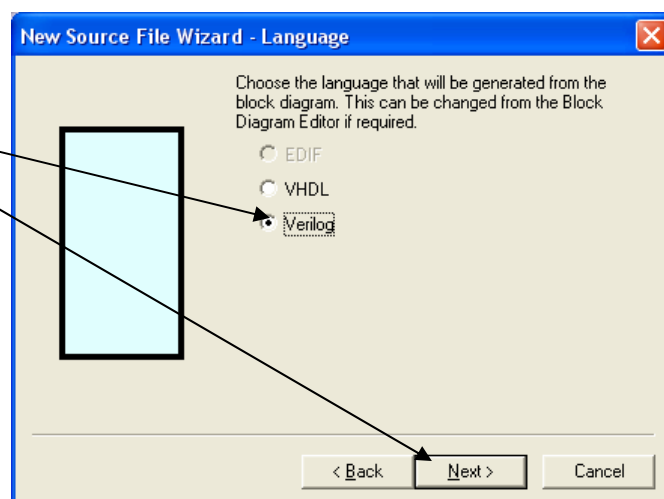 New Source File Wizard - Language
Choose the language that will be generated from the
block diagram. This can be changed from the Block
Diagram Editor if required.
EDIF
VHDL
Verilog
< Back
Next >
Cancel